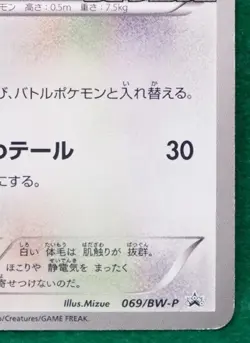 モン 高さ:0.5m 重さ:7.5kg
び、バトルポケモンと入れ替える。
テール 30
にする。
白い 体毛は 肌触りが 抜群。
ほこりや 静電気を まったく
寄せつけないのだ。
Illus.Mizue 069/BW-P
/Creatures/GAME FREAK.